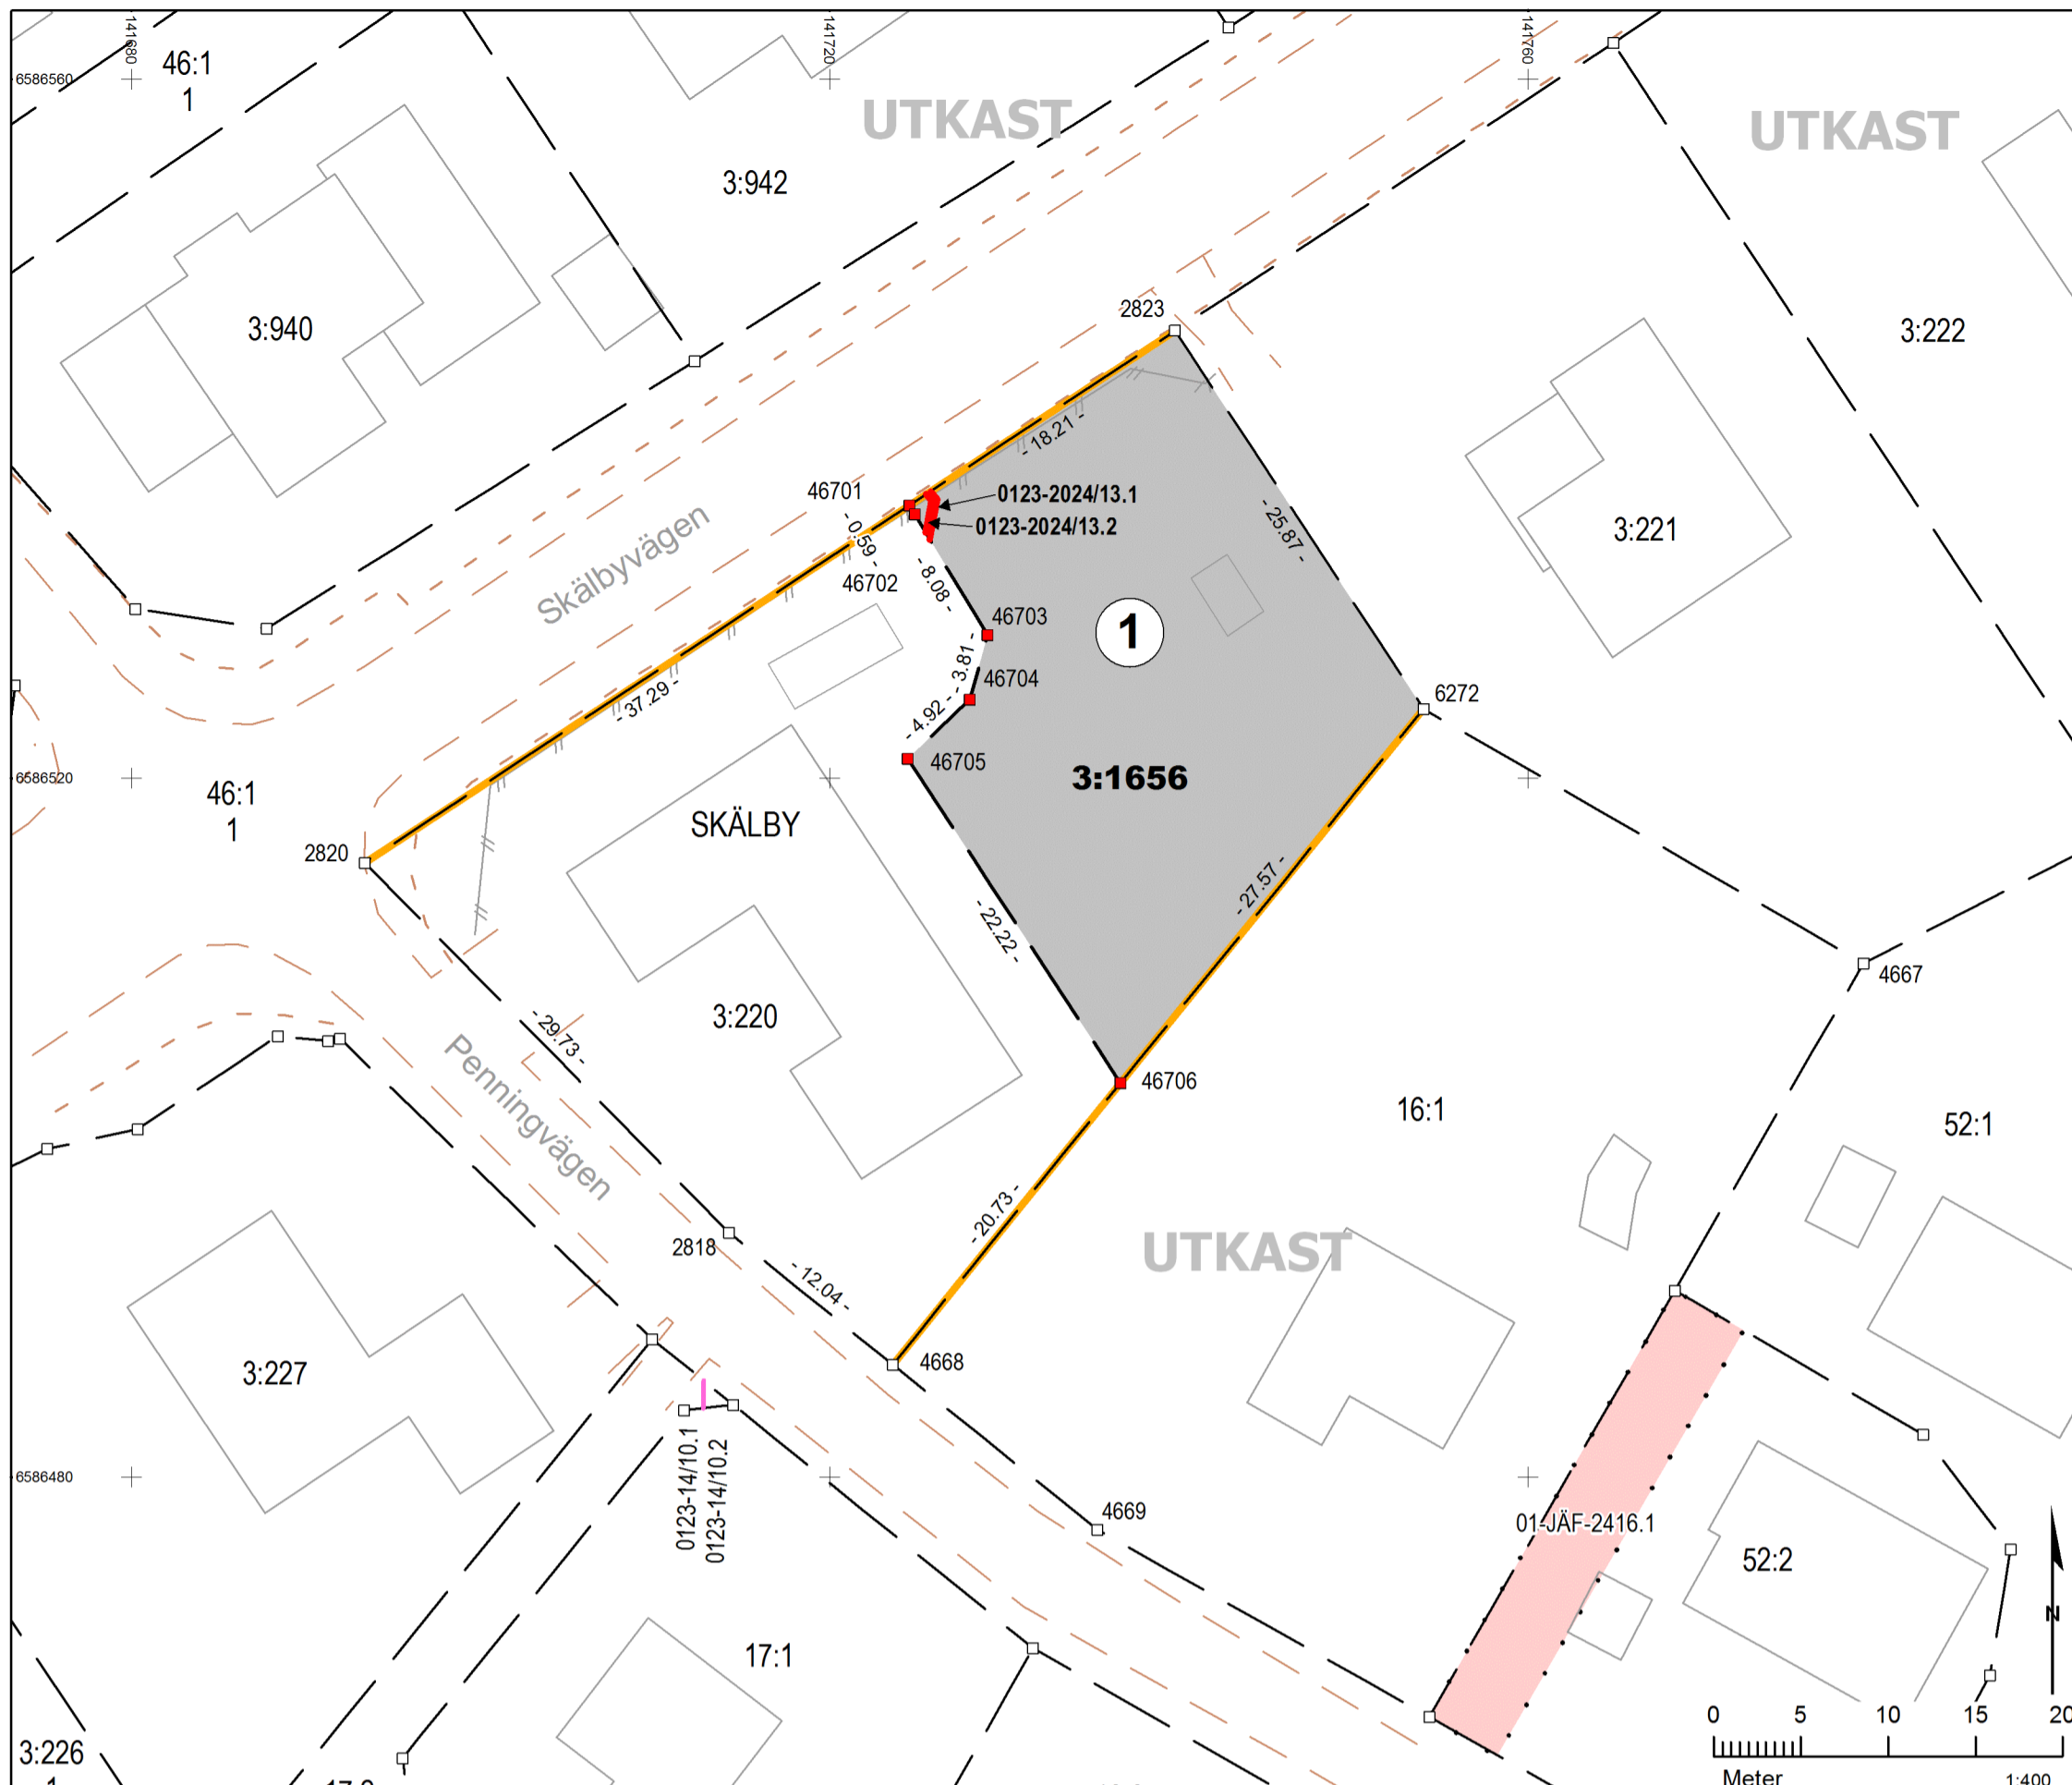 141680
141720
141760
6586560
46:1
1
UTKAST
UTKAST
3:942
3:940
2823
3:222
- 18.21 -
46701
0123-2024/13.1
Skälbyvägen
- 0.59 -
0123-2024/13.2
- 25.87 -
3:221
46702
- 8.08 -
46703
1
- 3.81 -
46704
- 37.29 -
6272
- 4.92 -
46705
6586520
3:1656
46:1
1
SKÄLBY
2820
- 27.57 -
- 22.22 -
4667
3:220
- 29.73 -
Penningvägen
46706
16:1
52:1
- 20.73 -
2818
UTKAST
- 12.04 -
4668
3:227
6586480
0123-14/10.1
0123-14/10.2
4669
01-JÄF-2416.1
52:2
N
17:1
0 5 10 15 20
3:226
Meter
1:400